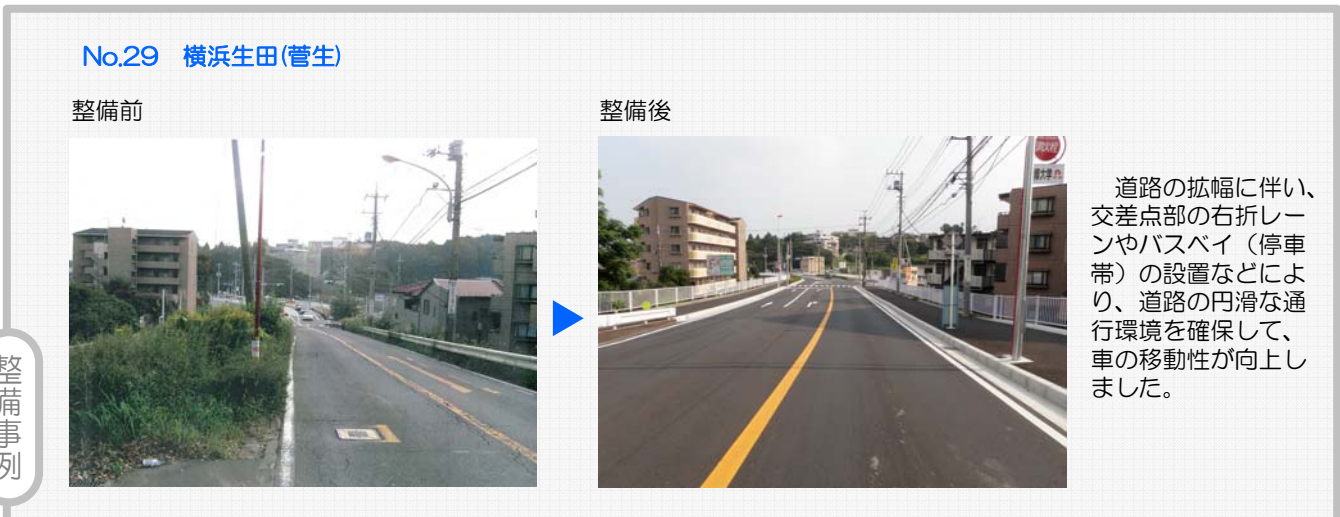 No.29 横浜生田(菅生)
整備前
整備後
消火栓
道路の拡幅に伴い、
交差点部の右折レー
ンやバスベイ（停車
帯）の設置などによ
り、道路の円滑な通
行環境を確保して、
車の移動性が向上し
ました。
整備事例